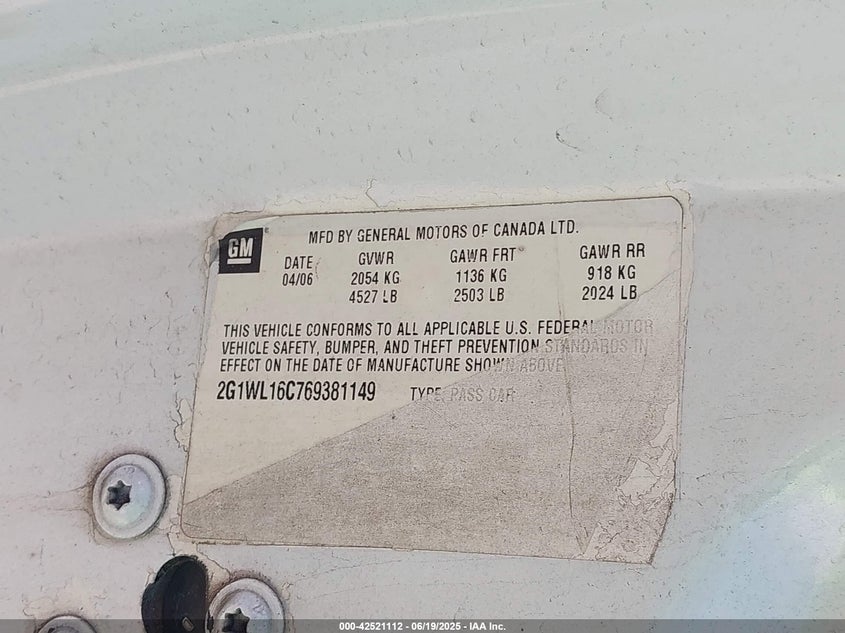 GM
MFD BY GENERAL MOTORS OF CANADA LTD.
DATE GVWR GAWR FRT GAWR RR
04/06 2054 KG 1136 KG 918 KG
4527 LB 2503 LB 2024 LB
THIS VEHICLE CONFORMS TO ALL APPLICABLE U.S. FEDERAL MOTOR
VEHICLE SAFETY, BUMPER, AND THEFT PREVENTION STANDARDS IN
EFFECT ON THE DATE OF MANUFACTURE SHOWN ABOVE
2G1WL16C769381149 TYPE: PASS CAR
000-42521112 - 06/19/2025 - IAA Inc.